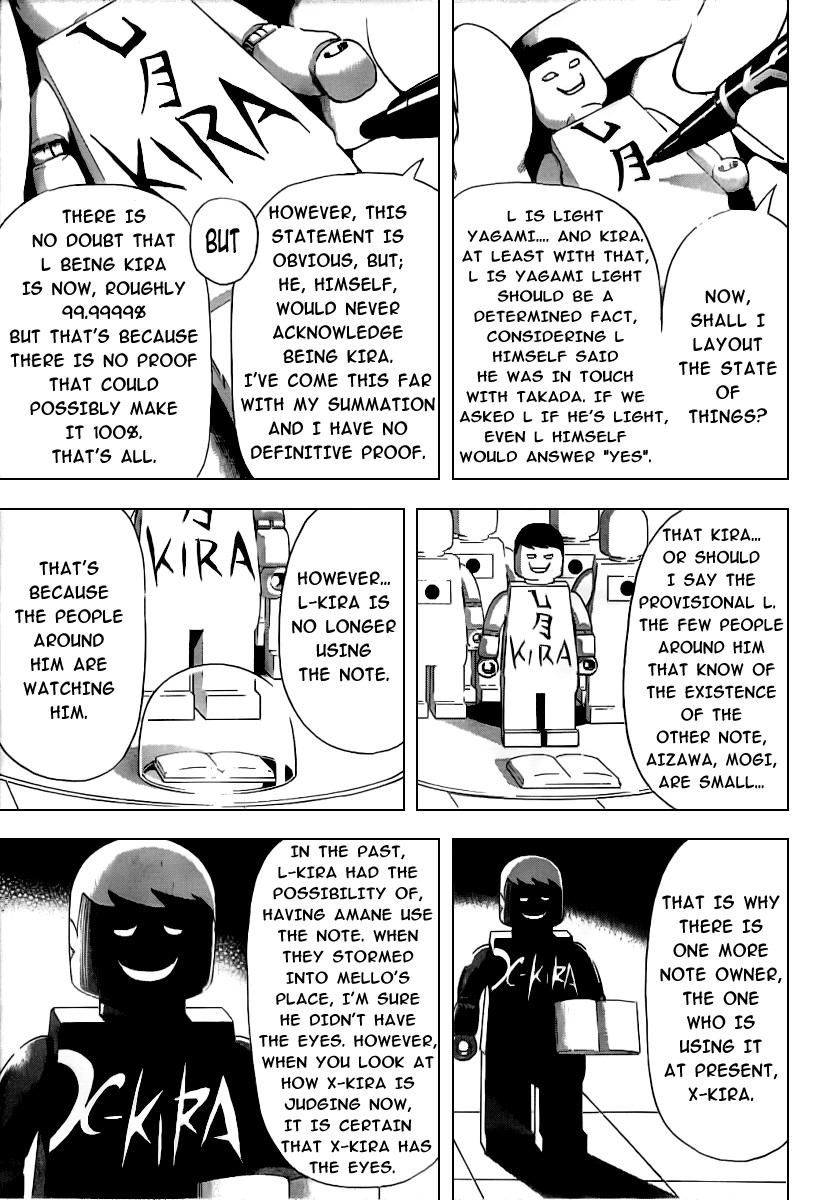 L
月
NOW,
SHALL I
LAYOUT
THE STATE
OF
THINGS?
L IS LIGHT
YAGAMI.... AND KIRA.
AT LEAST WITH THAT,
L IS YAGAMI LIGHT
SHOULD BE A
DETERMINED FACT,
CONSIDERING L
HIMSELF SAID
HE WAS IN TOUCH
WITH TAKADA. IF WE
ASKED L IF HE'S LIGHT,
EVEN L HIMSELF
WOULD ANSWER "YES".
L
月
KIRA
HOWEVER, THIS
STATEMENT IS
OBVIOUS, BUT;
HE, HIMSELF,
WOULD NEVER
ACKNOWLEDGE
BEING KIRA.
I'VE COME THIS FAR
WITH MY SUMMATION
AND I HAVE NO
DEFINITIVE PROOF.
BUT
THERE IS
NO DOUBT THAT
L BEING KIRA
IS NOW, ROUGHLY
99.9999%
BUT THAT'S BECAUSE
THERE IS NO PROOF
THAT COULD
POSSIBLY MAKE
IT 100%.
THAT'S ALL.
THAT KIRA...
OR SHOULD
I SAY THE
PROVISIONAL L.
THE FEW PEOPLE
AROUND HIM
THAT KNOW OF
THE EXISTENCE
OF THE
OTHER NOTE,
AIZAWA, MOGI,
ARE SMALL...
L
月
KIRA
HOWEVER...
L-KIRA IS
NO LONGER
USING
THE NOTE.
月
KIRA
THAT'S
BECAUSE
THE PEOPLE
AROUND
HIM ARE
WATCHING
HIM.
THAT IS WHY
THERE IS
ONE MORE
NOTE OWNER,
THE ONE
WHO IS
USING IT
AT PRESENT,
X-KIRA.
X-KIRA
IN THE PAST,
L-KIRA HAD THE
POSSIBILITY OF,
HAVING AMANE USE
THE NOTE. WHEN
THEY STORMED
INTO MELLO'S
PLACE, I'M SURE
HE DIDN'T HAVE
THE EYES. HOWEVER,
WHEN YOU LOOK AT
HOW X-KIRA IS
JUDGING NOW,
IT IS CERTAIN
THAT X-KIRA HAS
THE EYES.
X-KIRA